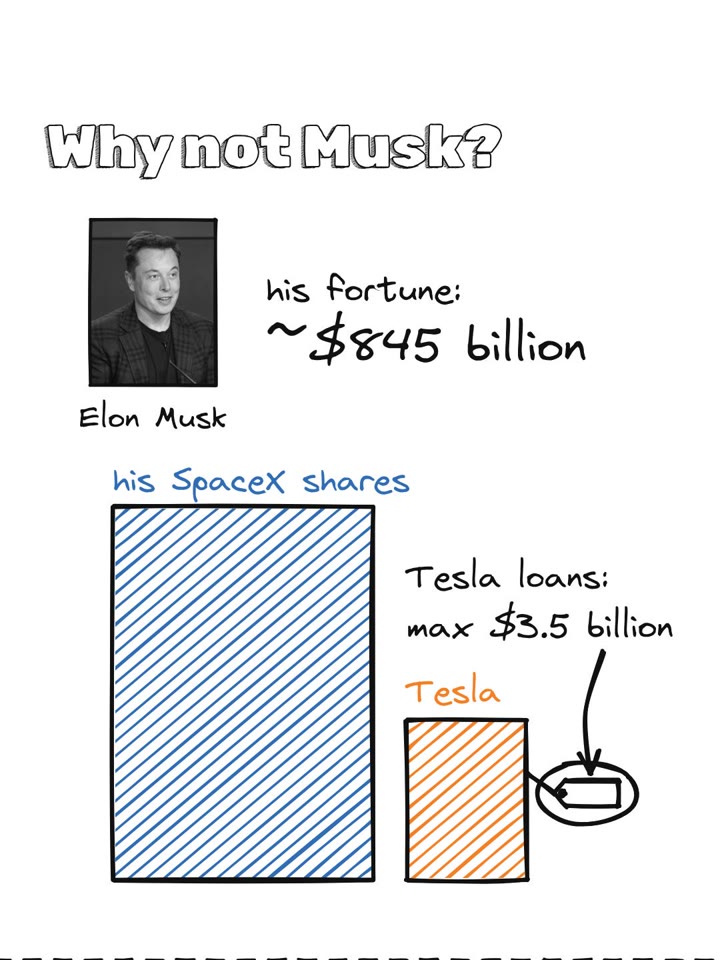 Why not Musk?
his fortune:
~$845 billion
Elon Musk
his SpaceX shares
Tesla loans:
max $3.5 billion
Tesla